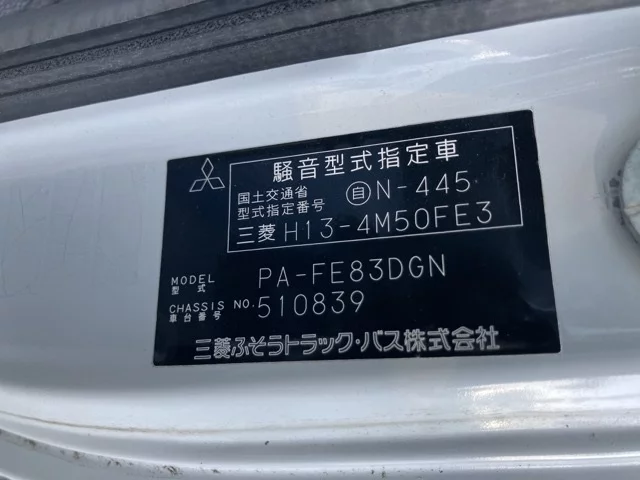 騒音型式指定車
国土交通省
型式指定番号 自N-445
三菱 H13-4M50FE3
MODEL
型式 PA-FE83DGN
CHASSIS NO.
車台番号 510839
三菱ふそうトラック・バス株式会社